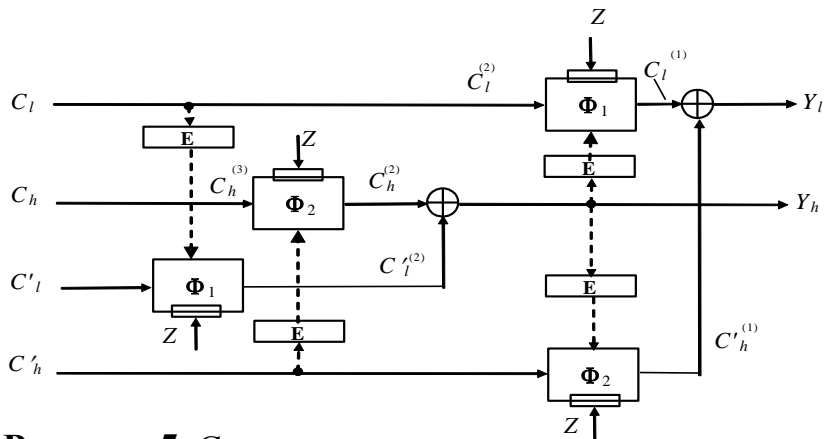 Z
C_l C_l^(2) Φ_1 C_l^(1) Y_l
E
Z
E
C_h C_h^(3) Φ_2 C_h^(2) Y_h
C'_l Φ_1 C'_l^(2) E
Z
E
C'_h^(1)
C'_h Φ_2
Z